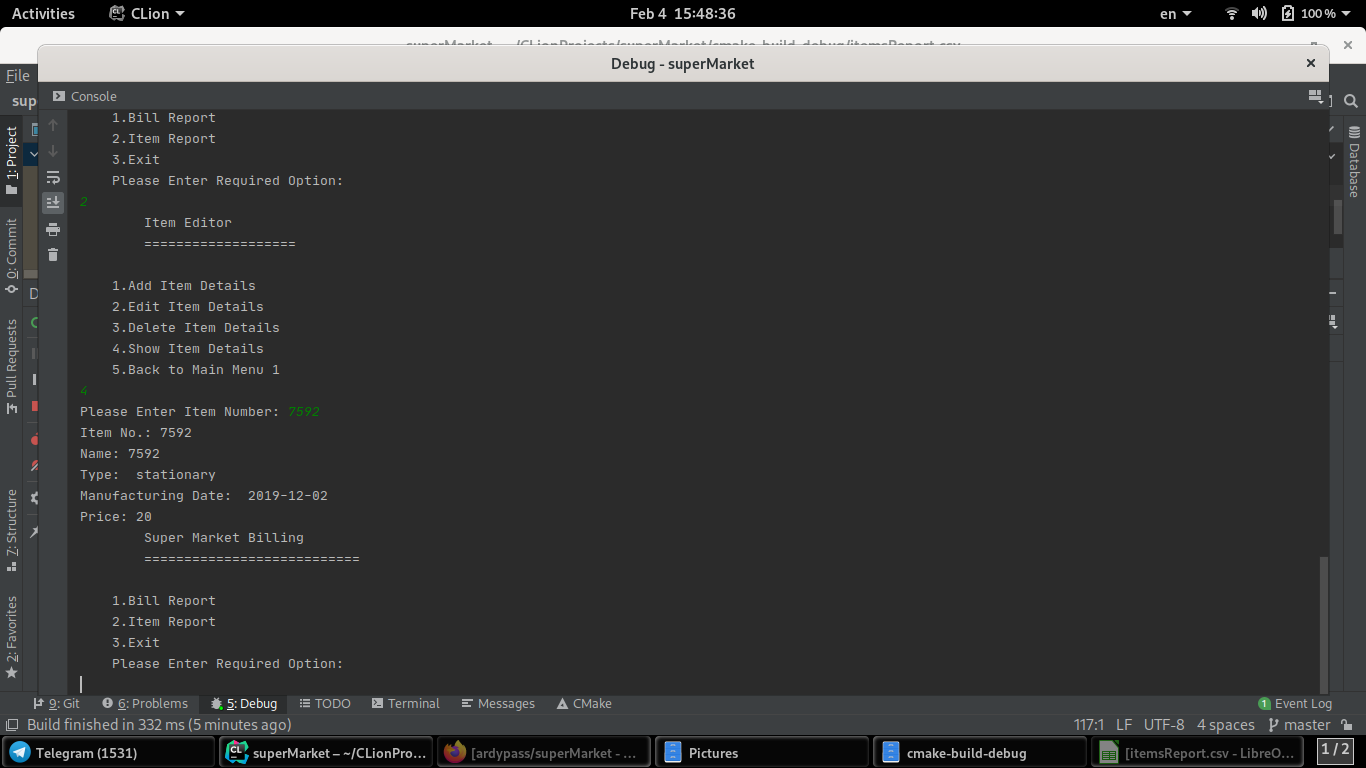 Activities CLion Feb 4 15:48:36 en 100 %
superMarket – ~/CLionProjects/superMarket/cmake-build-debug/itemsReport.csv
Debug - superMarket
File
Console
sup
1.Bill Report
2.Item Report
3.Exit
Please Enter Required Option:
2
Item Editor
===================
1.Add Item Details
2.Edit Item Details
3.Delete Item Details
4.Show Item Details
5.Back to Main Menu 1
4
Please Enter Item Number: 7592
Item No.: 7592
Name: 7592
Type:  stationary
Manufacturing Date:  2019-12-02
Price: 20
Super Market Billing
===========================
1.Bill Report
2.Item Report
3.Exit
Please Enter Required Option:
1: Project
0: Commit
Pull Requests
7: Structure
2: Favorites
D
Database
9: Git 6: Problems 5: Debug TODO Terminal Messages CMake 1 Event Log
Build finished in 332 ms (5 minutes ago) 117:1 LF UTF-8 4 spaces master
Telegram (1531) superMarket – ~/CLionPro... [ardypass/superMarket - ... Pictures cmake-build-debug [itemsReport.csv - LibreO... 1 / 2